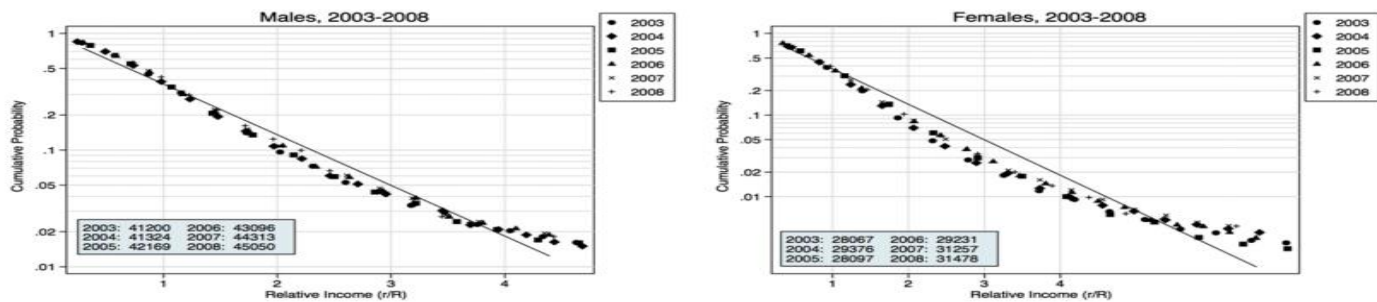 Males, 2003-2008
1
.5
.2
.1
.05
.02
.01
Cumulative Probability
1 2 3 4
Relative Income (r/R)
2003: 41200 2006: 43096
2004: 41324 2007: 44313
2005: 42169 2008: 45050
2003
2004
2005
2006
2007
2008
Females, 2003-2008
1
.5
.2
.1
.05
.01
Cumulative Probability
1 2 3 4
Relative Income (r/R)
2003: 28067 2006: 29231
2004: 29376 2007: 31257
2005: 28097 2008: 31478
2003
2004
2005
2006
2007
2008